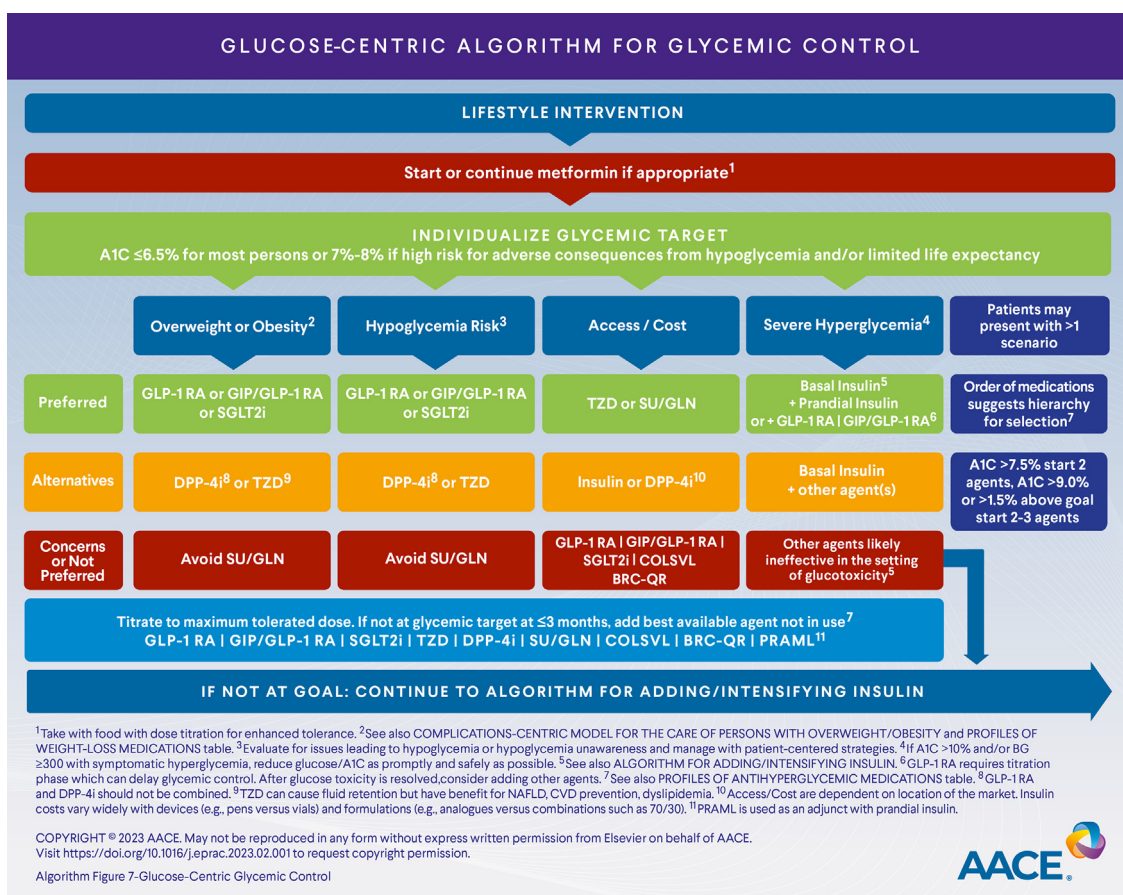 GLUCOSE-CENTRIC ALGORITHM FOR GLYCEMIC CONTROL
LIFESTYLE INTERVENTION
Start or continue metformin if appropriate¹
INDIVIDUALIZE GLYCEMIC TARGET
A1C ≤6.5% for most persons or 7%-8% if high risk for adverse consequences from hypoglycemia and/or limited life expectancy
Overweight or Obesity²
Hypoglycemia Risk³
Access / Cost
Severe Hyperglycemia⁴
Patients may
present with >1
scenario
Preferred
GLP-1 RA or GIP/GLP-1 RA
or SGLT2i
GLP-1 RA or GIP/GLP-1 RA
or SGLT2i
TZD or SU/GLN
Basal Insulin⁵
+ Prandial Insulin
or + GLP-1 RA | GIP/GLP-1 RA⁶
Order of medications
suggests hierarchy
for selection⁷
Alternatives
DPP-4i⁸ or TZD⁹
DPP-4i⁸ or TZD
Insulin or DPP-4i¹⁰
Basal Insulin
+ other agent(s)
A1C >7.5% start 2
agents, A1C >9.0%
or >1.5% above goal
start 2-3 agents
Concerns
or Not
Preferred
Avoid SU/GLN
Avoid SU/GLN
GLP-1 RA | GIP/GLP-1 RA |
SGLT2i | COLSVL
BRC-QR
Other agents likely
ineffective in the setting
of glucotoxicity⁵
Titrate to maximum tolerated dose. If not at glycemic target at ≤3 months, add best available agent not in use⁷
GLP-1 RA | GIP/GLP-1 RA | SGLT2i | TZD | DPP-4i | SU/GLN | COLSVL | BRC-QR | PRAML¹¹
IF NOT AT GOAL: CONTINUE TO ALGORITHM FOR ADDING/INTENSIFYING INSULIN
¹Take with food with dose titration for enhanced tolerance. ²See also COMPLICATIONS-CENTRIC MODEL FOR THE CARE OF PERSONS WITH OVERWEIGHT/OBESITY and PROFILES OF
WEIGHT-LOSS MEDICATIONS table. ³Evaluate for issues leading to hypoglycemia or hypoglycemia unawareness and manage with patient-centered strategies. ⁴If A1C >10% and/or BG
≥300 with symptomatic hyperglycemia, reduce glucose/A1C as promptly and safely as possible. ⁵See also ALGORITHM FOR ADDING/INTENSIFYING INSULIN. ⁶GLP-1 RA requires titration
phase which can delay glycemic control. After glucose toxicity is resolved,consider adding other agents. ⁷See also PROFILES OF ANTIHYPERGLYCEMIC MEDICATIONS table. ⁸GLP-1 RA
and DPP-4i should not be combined. ⁹TZD can cause fluid retention but have benefit for NAFLD, CVD prevention, dyslipidemia. ¹⁰Access/Cost are dependent on location of the market. Insulin
costs vary widely with devices (e.g., pens versus vials) and formulations (e.g., analogues versus combinations such as 70/30). ¹¹PRAML is used as an adjunct with prandial insulin.
COPYRIGHT © 2023 AACE. May not be reproduced in any form without express written permission from Elsevier on behalf of AACE.
Visit https://doi.org/10.1016/j.eprac.2023.02.001 to request copyright permission.
Algorithm Figure 7-Glucose-Centric Glycemic Control
AACE®